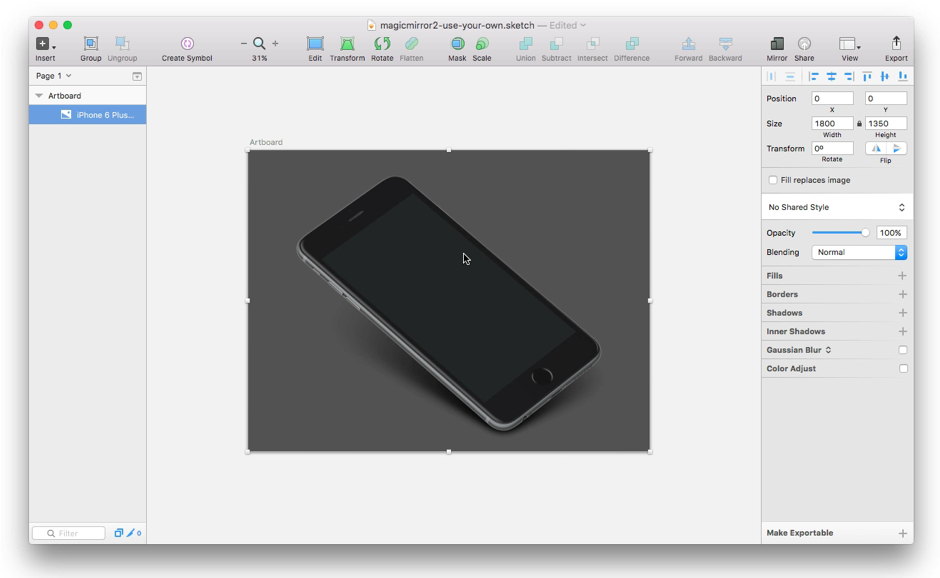 magicmirror2-use-your-own.sketch — Edited
Insert Group Ungroup Create Symbol 31% Edit Transform Rotate Flatten Mask Scale Union Subtract Intersect Difference Forward Backward Mirror Share View Export
Page 1
Artboard
iPhone 6 Plus...
Filter
0
Artboard
Position 0 0
X Y
Size 1800 1350
Width Height
Transform 0º
Rotate Flip
Fill replaces image
No Shared Style
Opacity 100%
Blending Normal
Fills
Borders
Shadows
Inner Shadows
Gaussian Blur
Color Adjust
Make Exportable